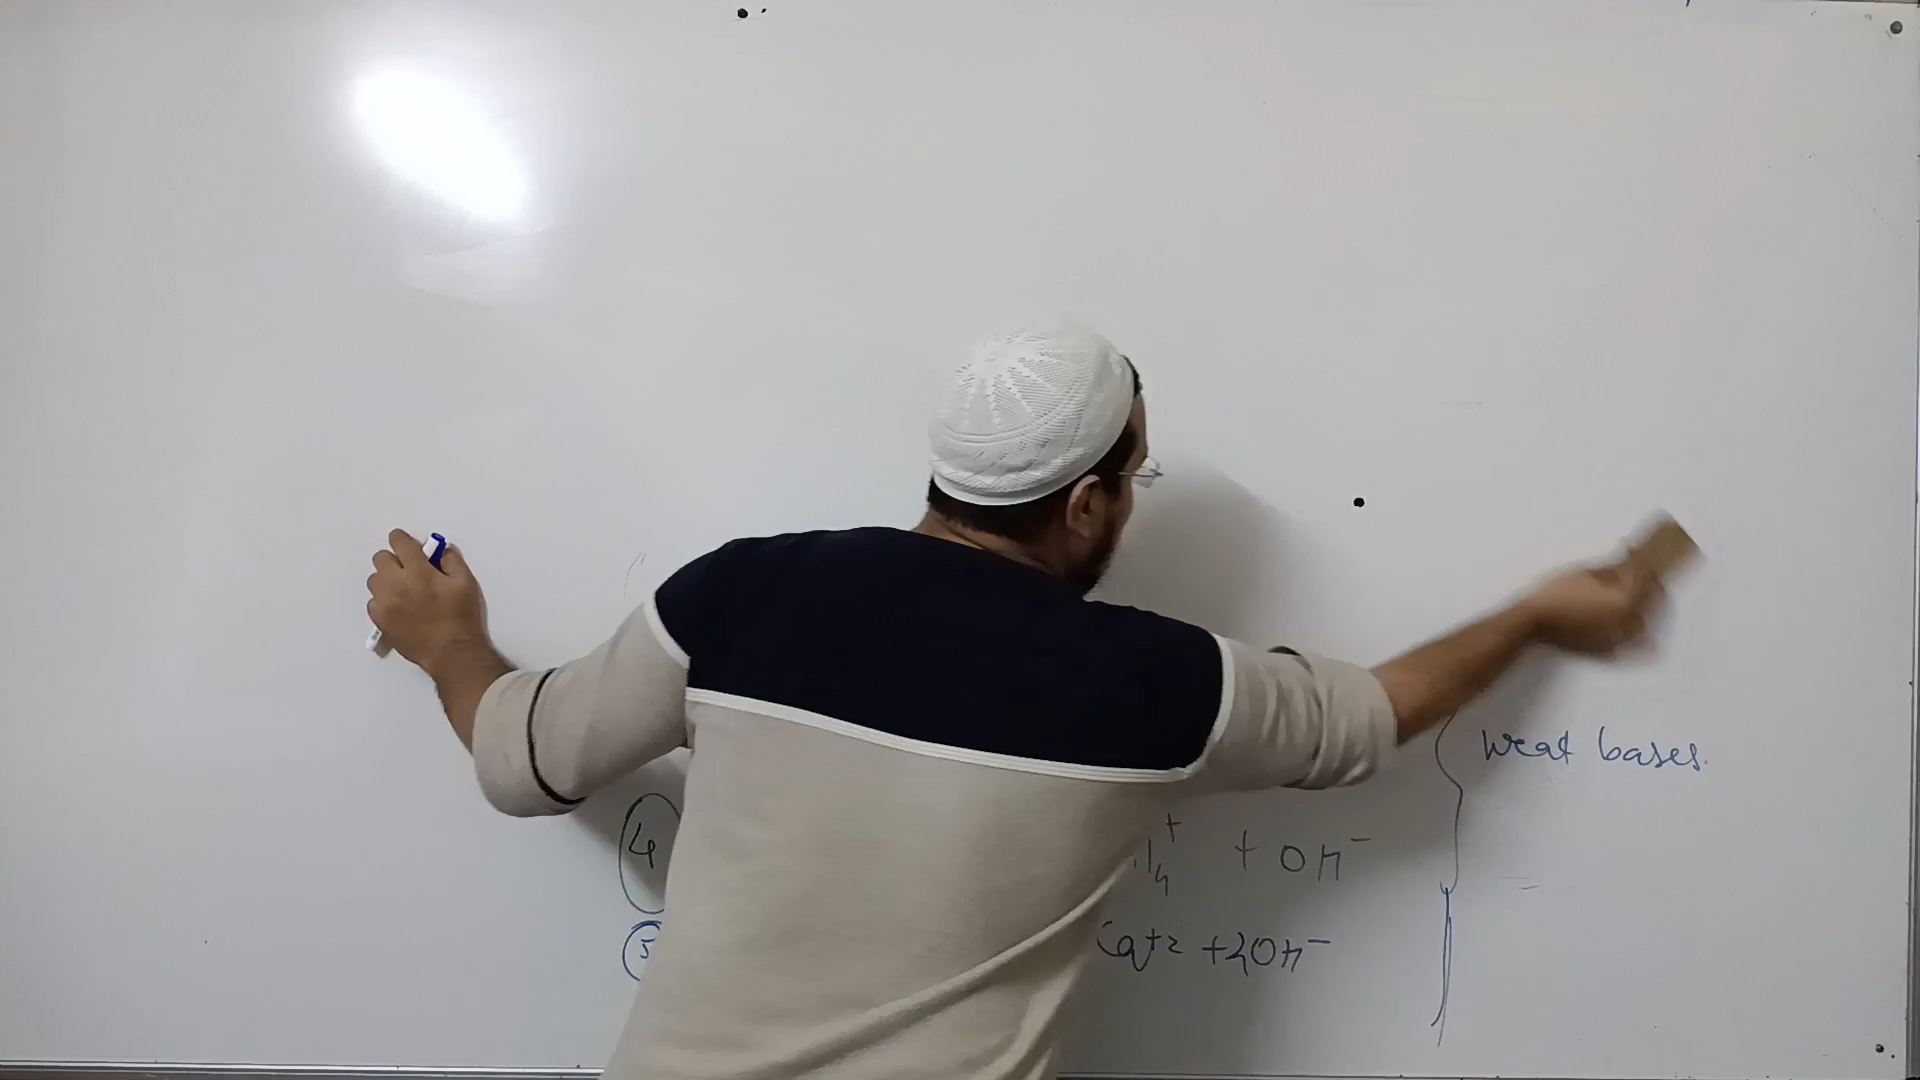 weak bases.
4 + OH⁻
5 Ca+2 + 2OH⁻